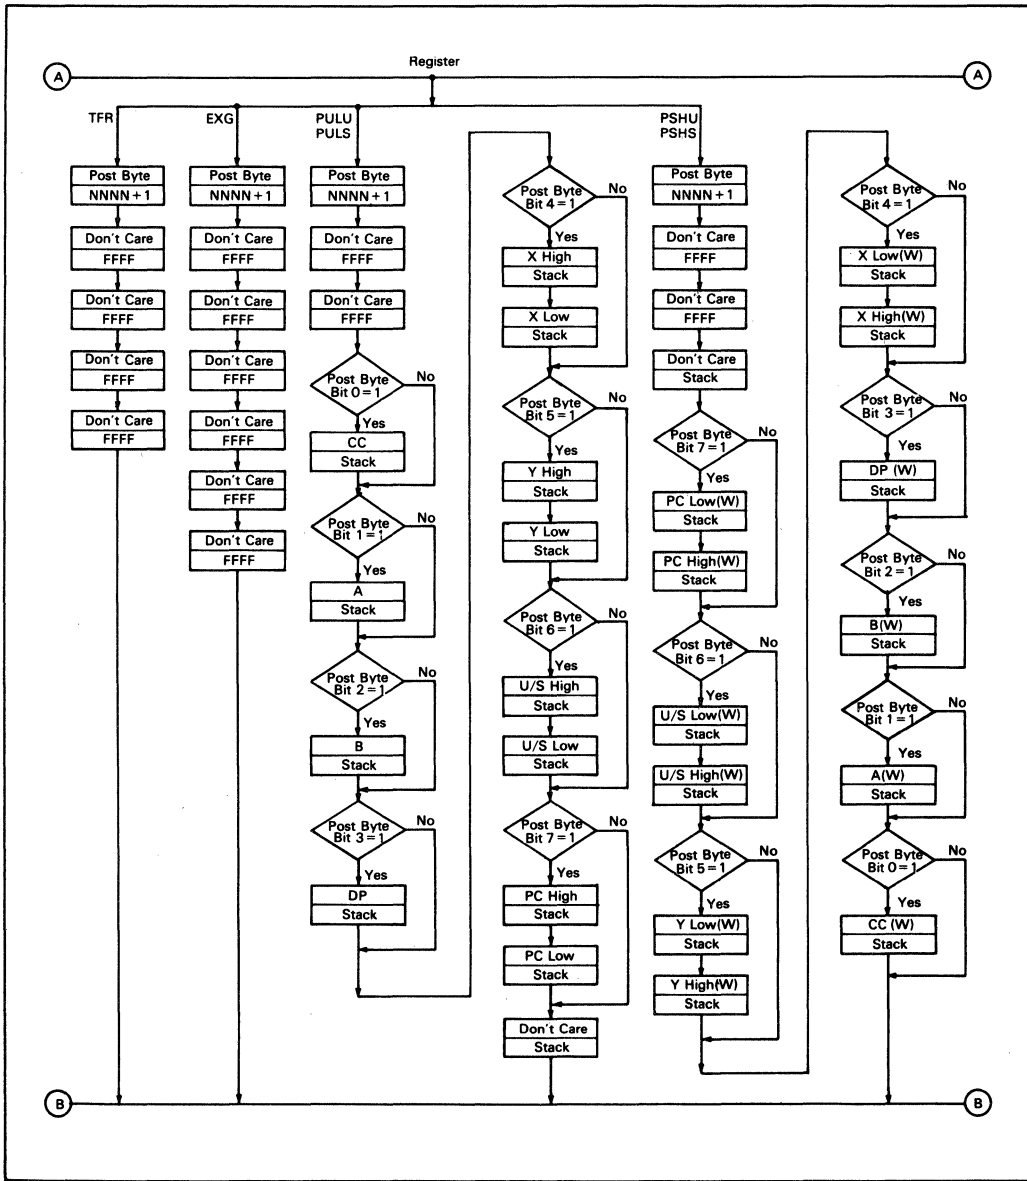 Register
A
A
TFR
Post Byte
NNNN + 1
Don't Care
FFFF
Don't Care
FFFF
Don't Care
FFFF
Don't Care
FFFF
EXG
Post Byte
NNNN + 1
Don't Care
FFFF
Don't Care
FFFF
Don't Care
FFFF
Don't Care
FFFF
Don't Care
FFFF
Don't Care
FFFF
PULU
PULS
Post Byte
NNNN + 1
Don't Care
FFFF
Don't Care
FFFF
Post Byte
Bit 0 = 1
No
Yes
CC
Stack
Post Byte
Bit 1 = 1
No
Yes
A
Stack
Post Byte
Bit 2 = 1
No
Yes
B
Stack
Post Byte
Bit 3 = 1
No
Yes
DP
Stack
Post Byte
Bit 4 = 1
No
Yes
X High
Stack
X Low
Stack
Post Byte
Bit 5 = 1
No
Yes
Y High
Stack
Y Low
Stack
Post Byte
Bit 6 = 1
No
Yes
U/S High
Stack
U/S Low
Stack
Post Byte
Bit 7 = 1
No
Yes
PC High
Stack
PC Low
Stack
Don't Care
Stack
PSHU
PSHS
Post Byte
NNNN + 1
Don't Care
FFFF
Don't Care
FFFF
Don't Care
Stack
Post Byte
Bit 7 = 1
No
Yes
PC Low(W)
Stack
PC High(W)
Stack
Post Byte
Bit 6 = 1
No
Yes
U/S Low(W)
Stack
U/S High(W)
Stack
Post Byte
Bit 5 = 1
No
Yes
Y Low(W)
Stack
Y High(W)
Stack
Post Byte
Bit 4 = 1
No
Yes
X Low(W)
Stack
X High(W)
Stack
Post Byte
Bit 3 = 1
No
Yes
DP (W)
Stack
Post Byte
Bit 2 = 1
No
Yes
B(W)
Stack
Post Byte
Bit 1 = 1
No
Yes
A(W)
Stack
Post Byte
Bit 0 = 1
No
Yes
CC (W)
Stack
B
B